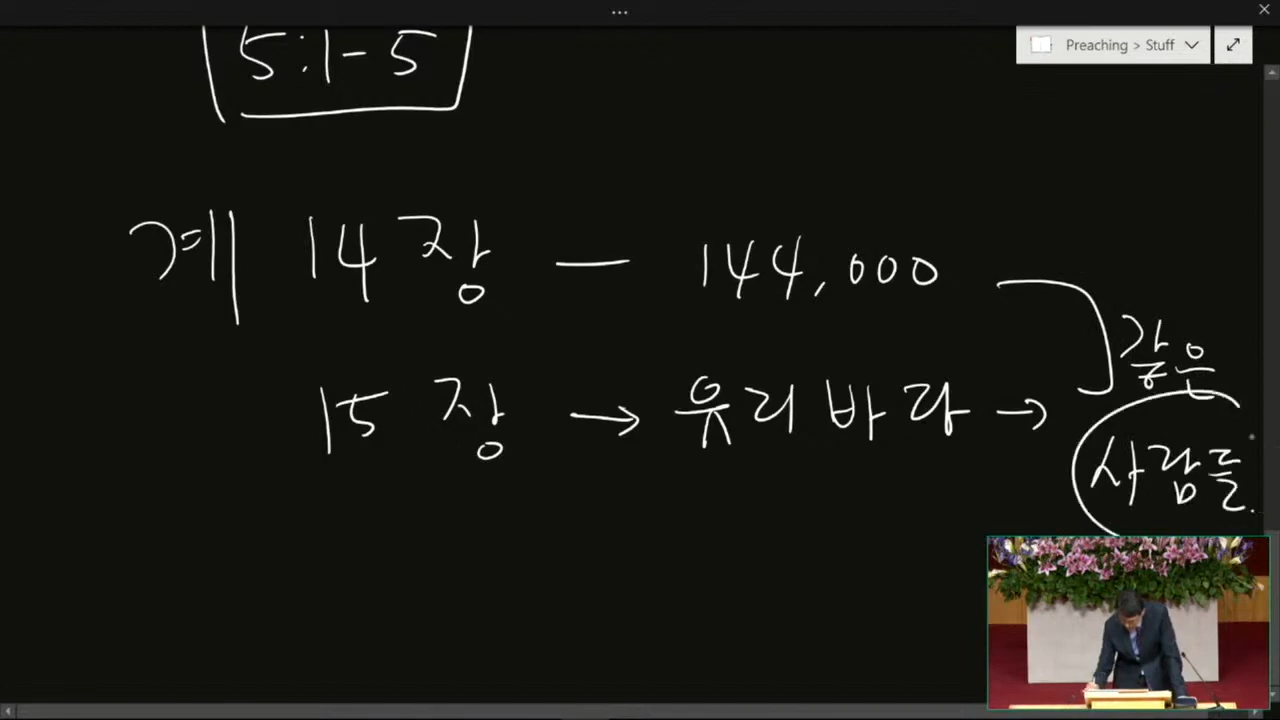 Preaching > Stuff
5:1-5
계 14장 — 144,000
같은
15장 → 유리바다 →
사람들